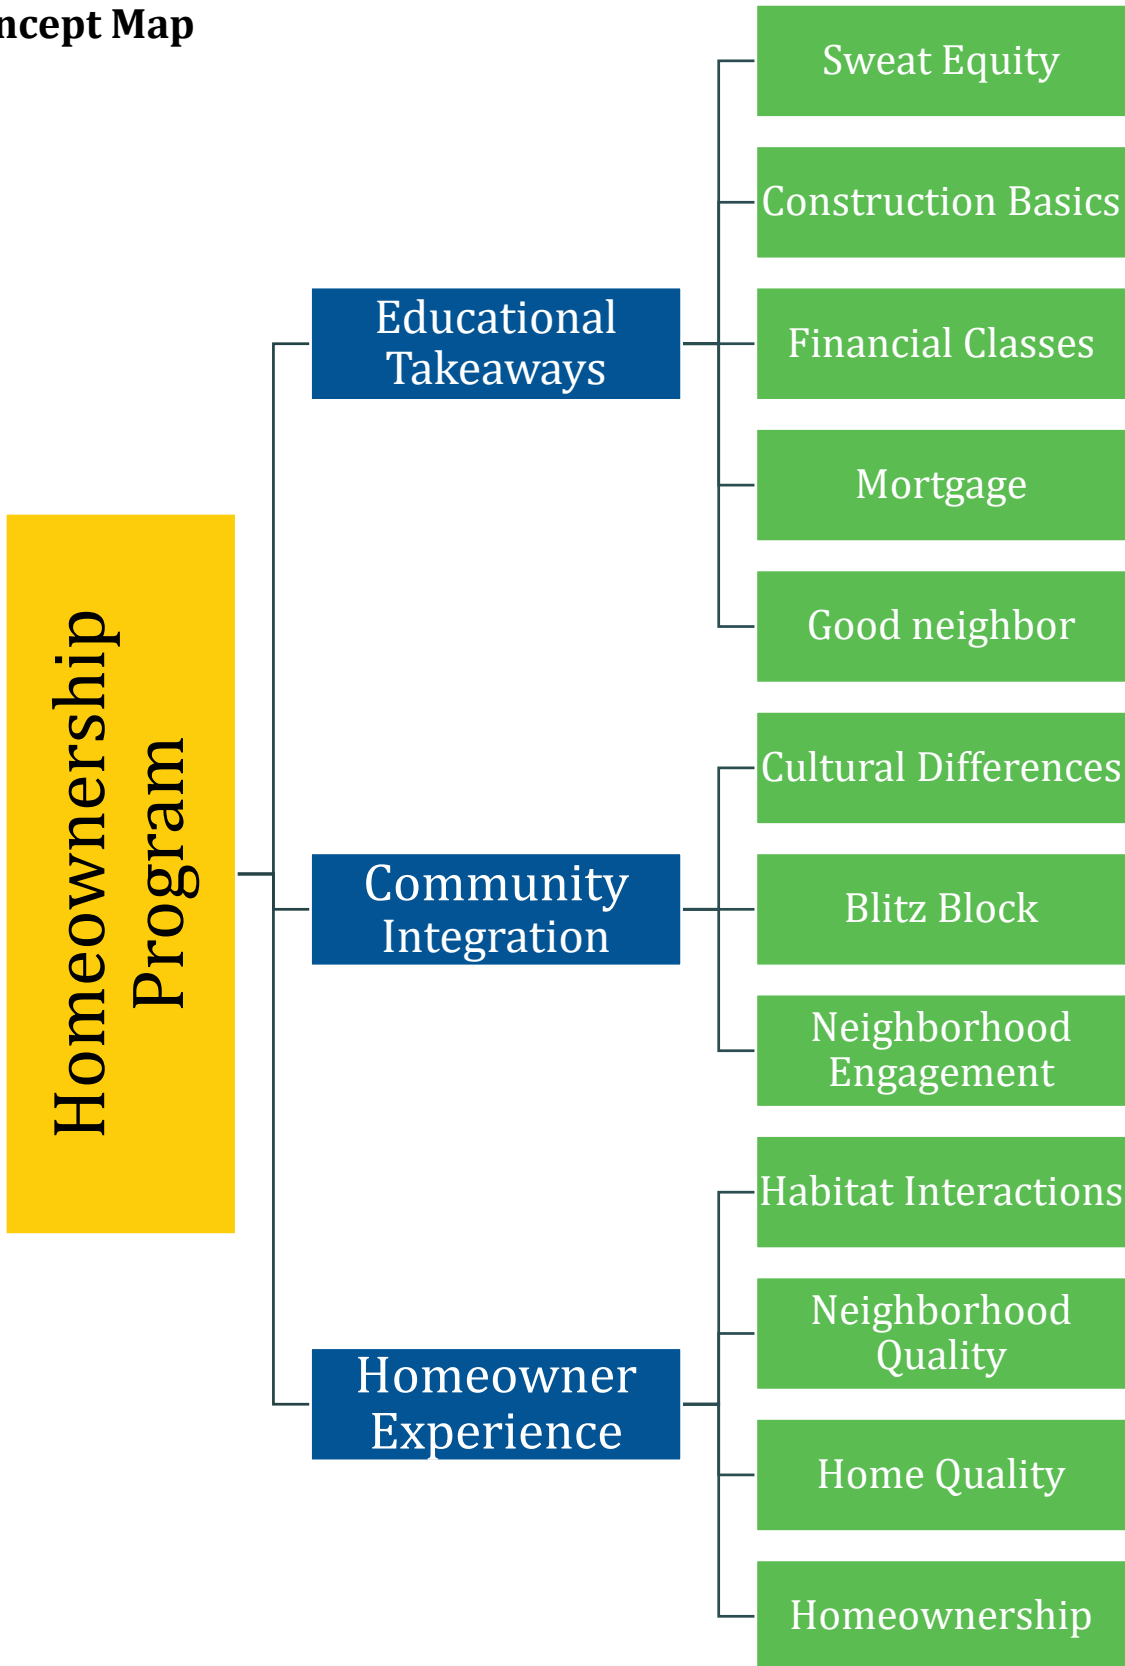 ncept Map
Homeownership
Program
Educational
Takeaways
Sweat Equity
Construction Basics
Financial Classes
Mortgage
Good neighbor
Community
Integration
Cultural Differences
Blitz Block
Neighborhood
Engagement
Homeowner
Experience
Habitat Interactions
Neighborhood
Quality
Home Quality
Homeownership